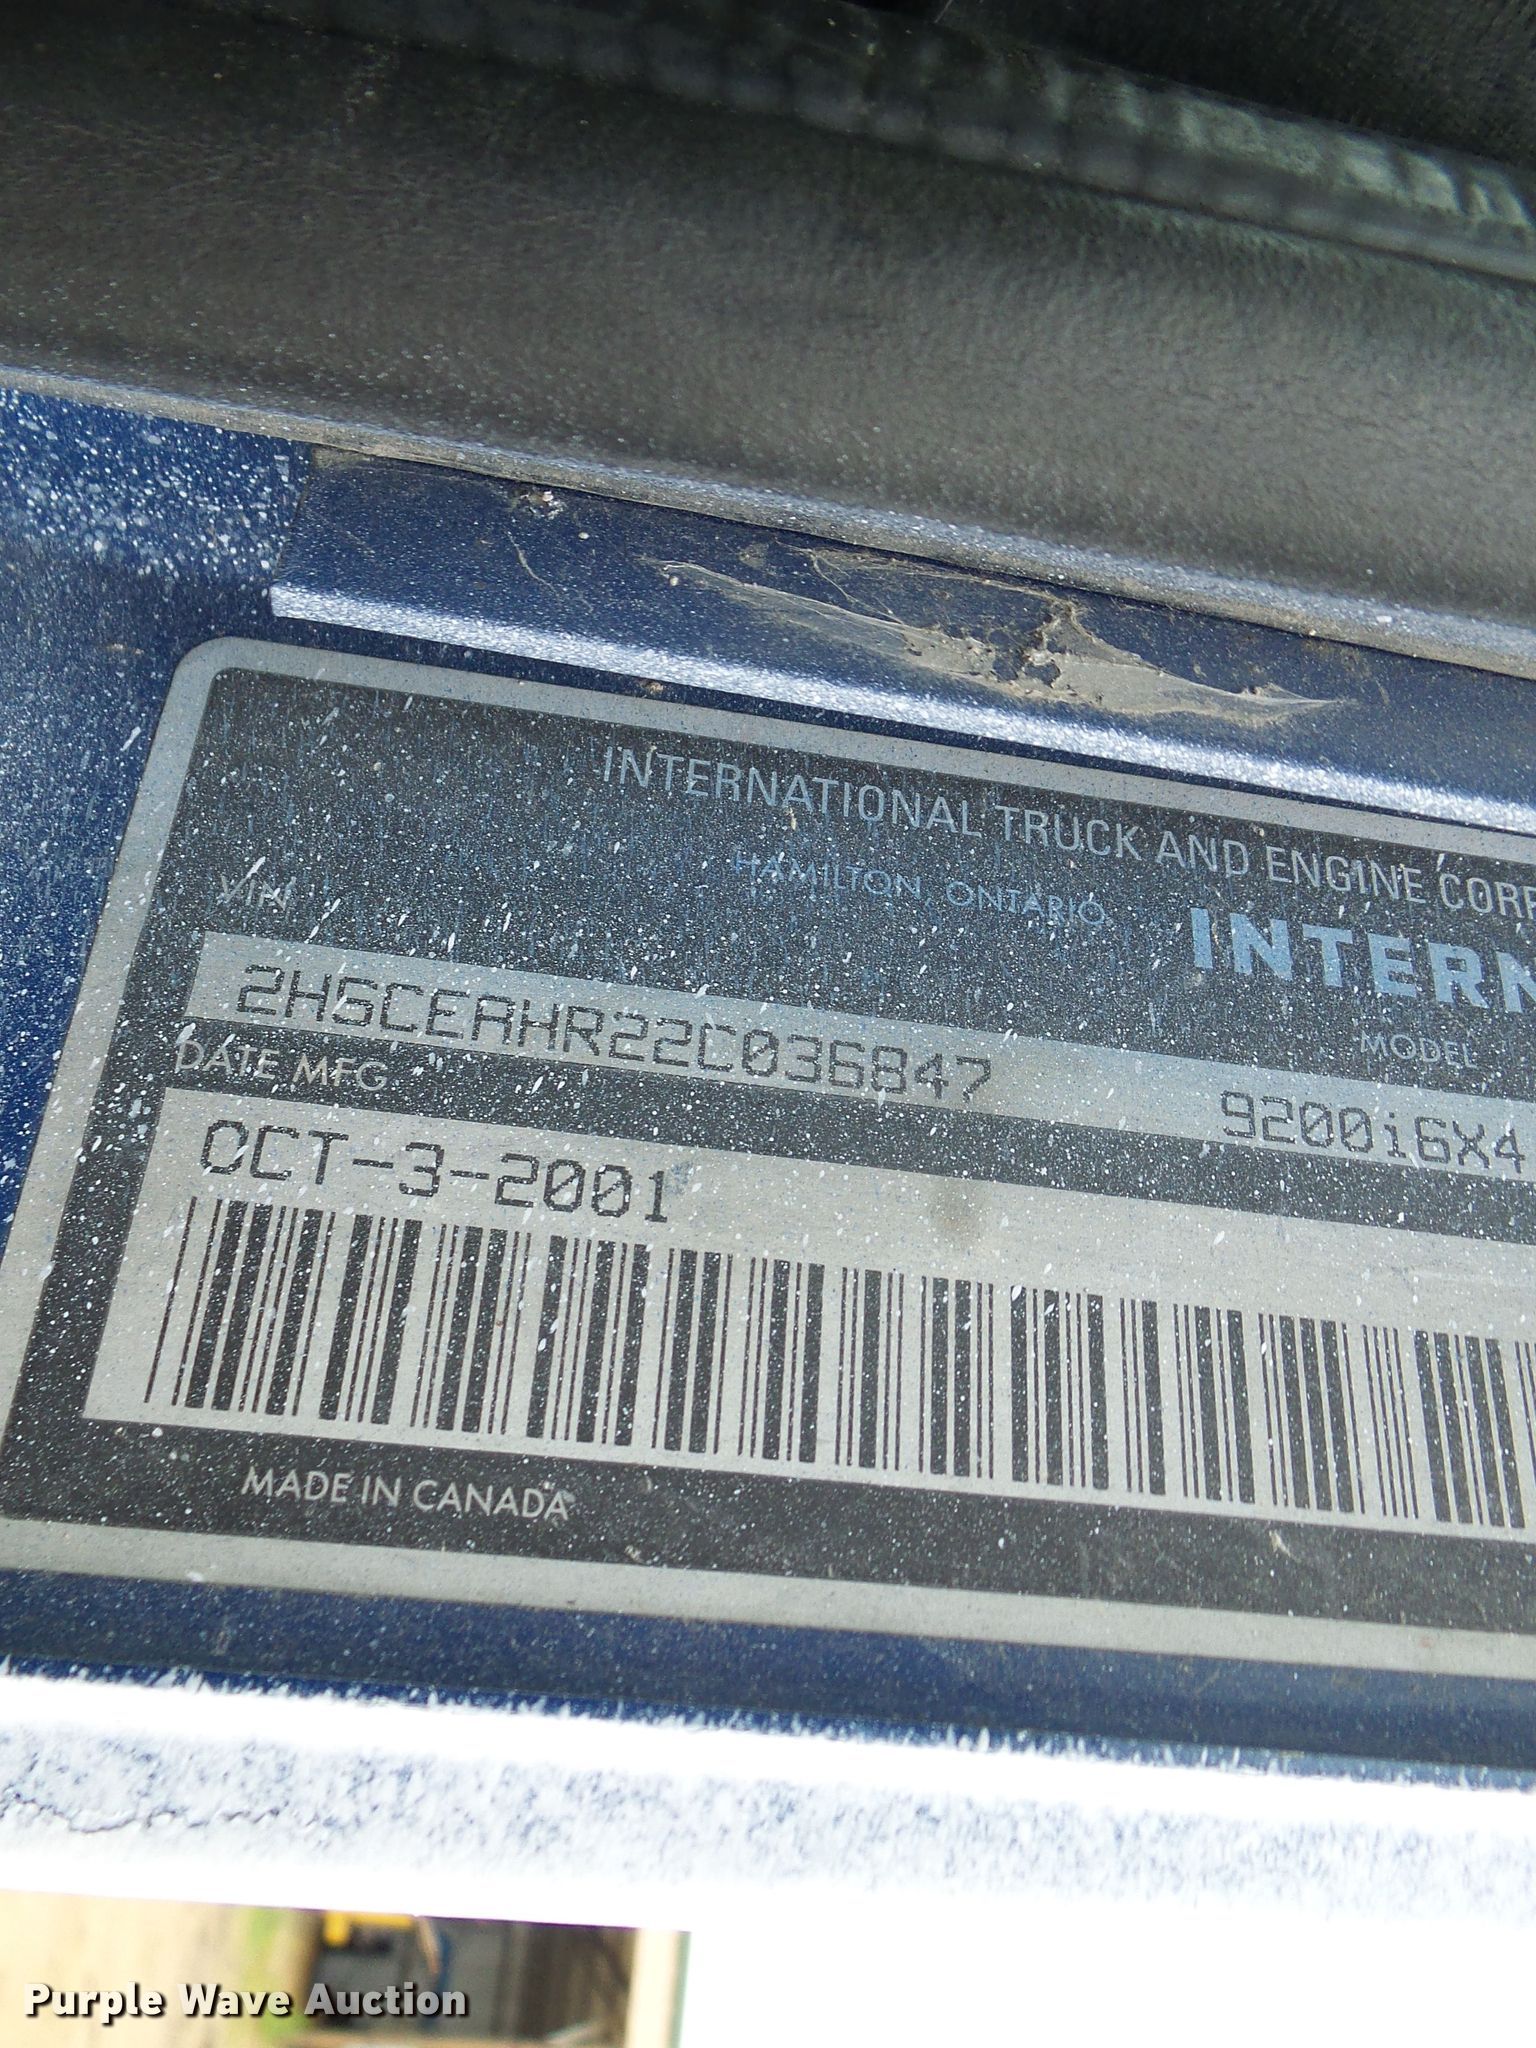 INTERNATIONAL TRUCK AND ENGINE CORP
HAMILTON, ONTARIO
INTERN
VIN
MODEL
2HSCEAHR22C036847
9200i6X4
DATE MFG
OCT-3-2001
MADE IN CANADA
Purple Wave Auction